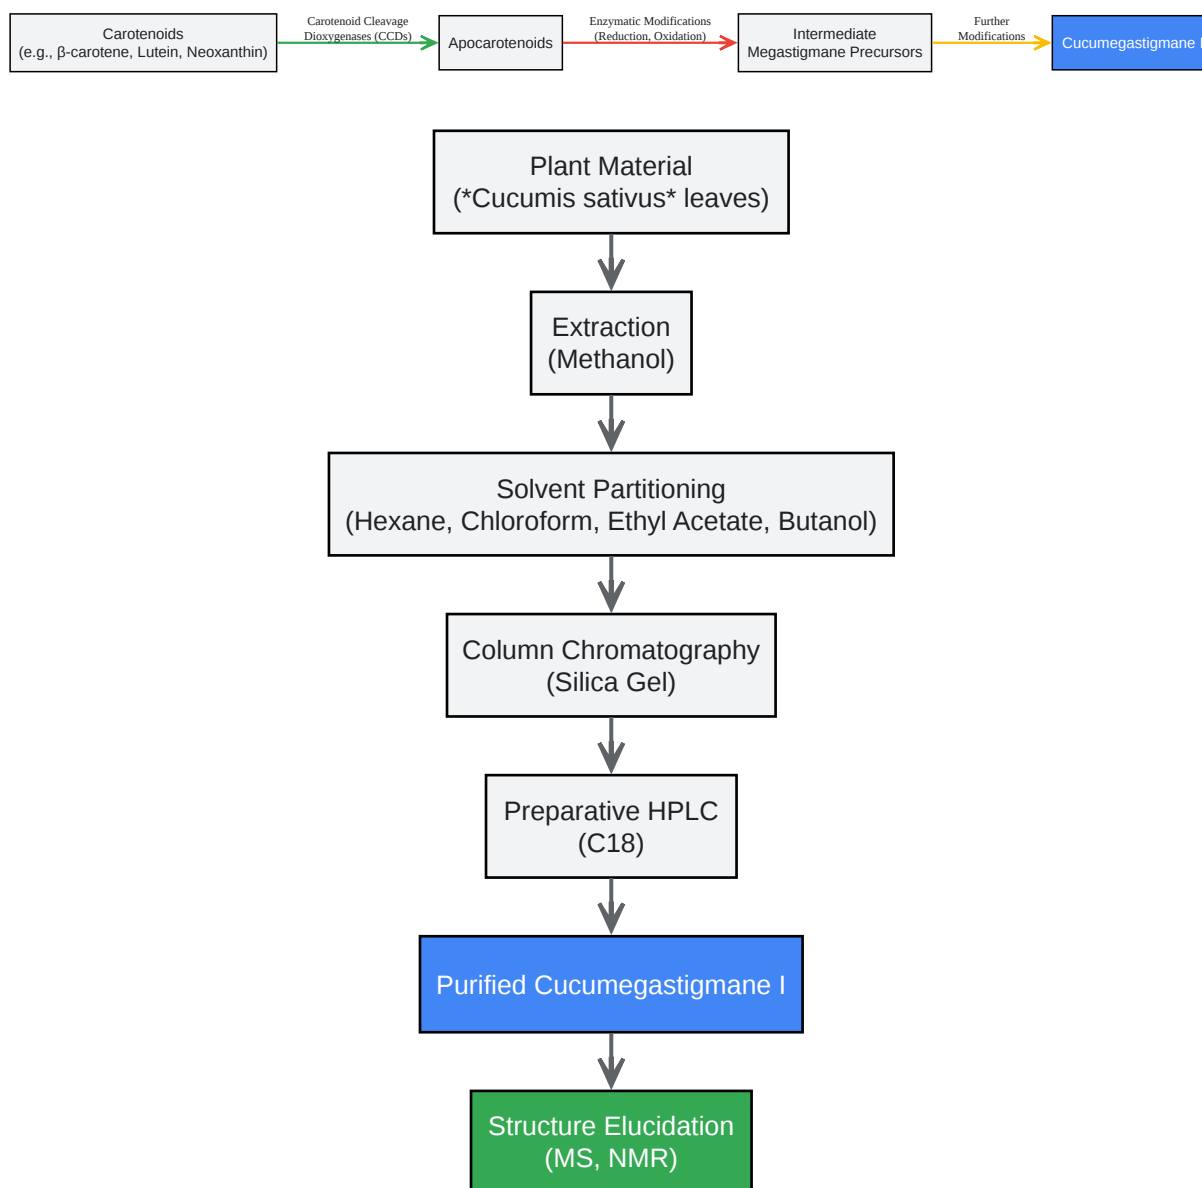 Carotenoids
(e.g., β-carotene, Lutein, Neoxanthin)
Carotenoid Cleavage
Dioxygenases (CCDs)
Apocarotenoids
Enzymatic Modifications
(Reduction, Oxidation)
Intermediate
Megastigmane Precursors
Further
Modifications
Cucumegastigmane I
Plant Material
(*Cucumis sativus* leaves)
Extraction
(Methanol)
Solvent Partitioning
(Hexane, Chloroform, Ethyl Acetate, Butanol)
Column Chromatography
(Silica Gel)
Preparative HPLC
(C18)
Purified Cucumegastigmane I
Structure Elucidation
(MS, NMR)